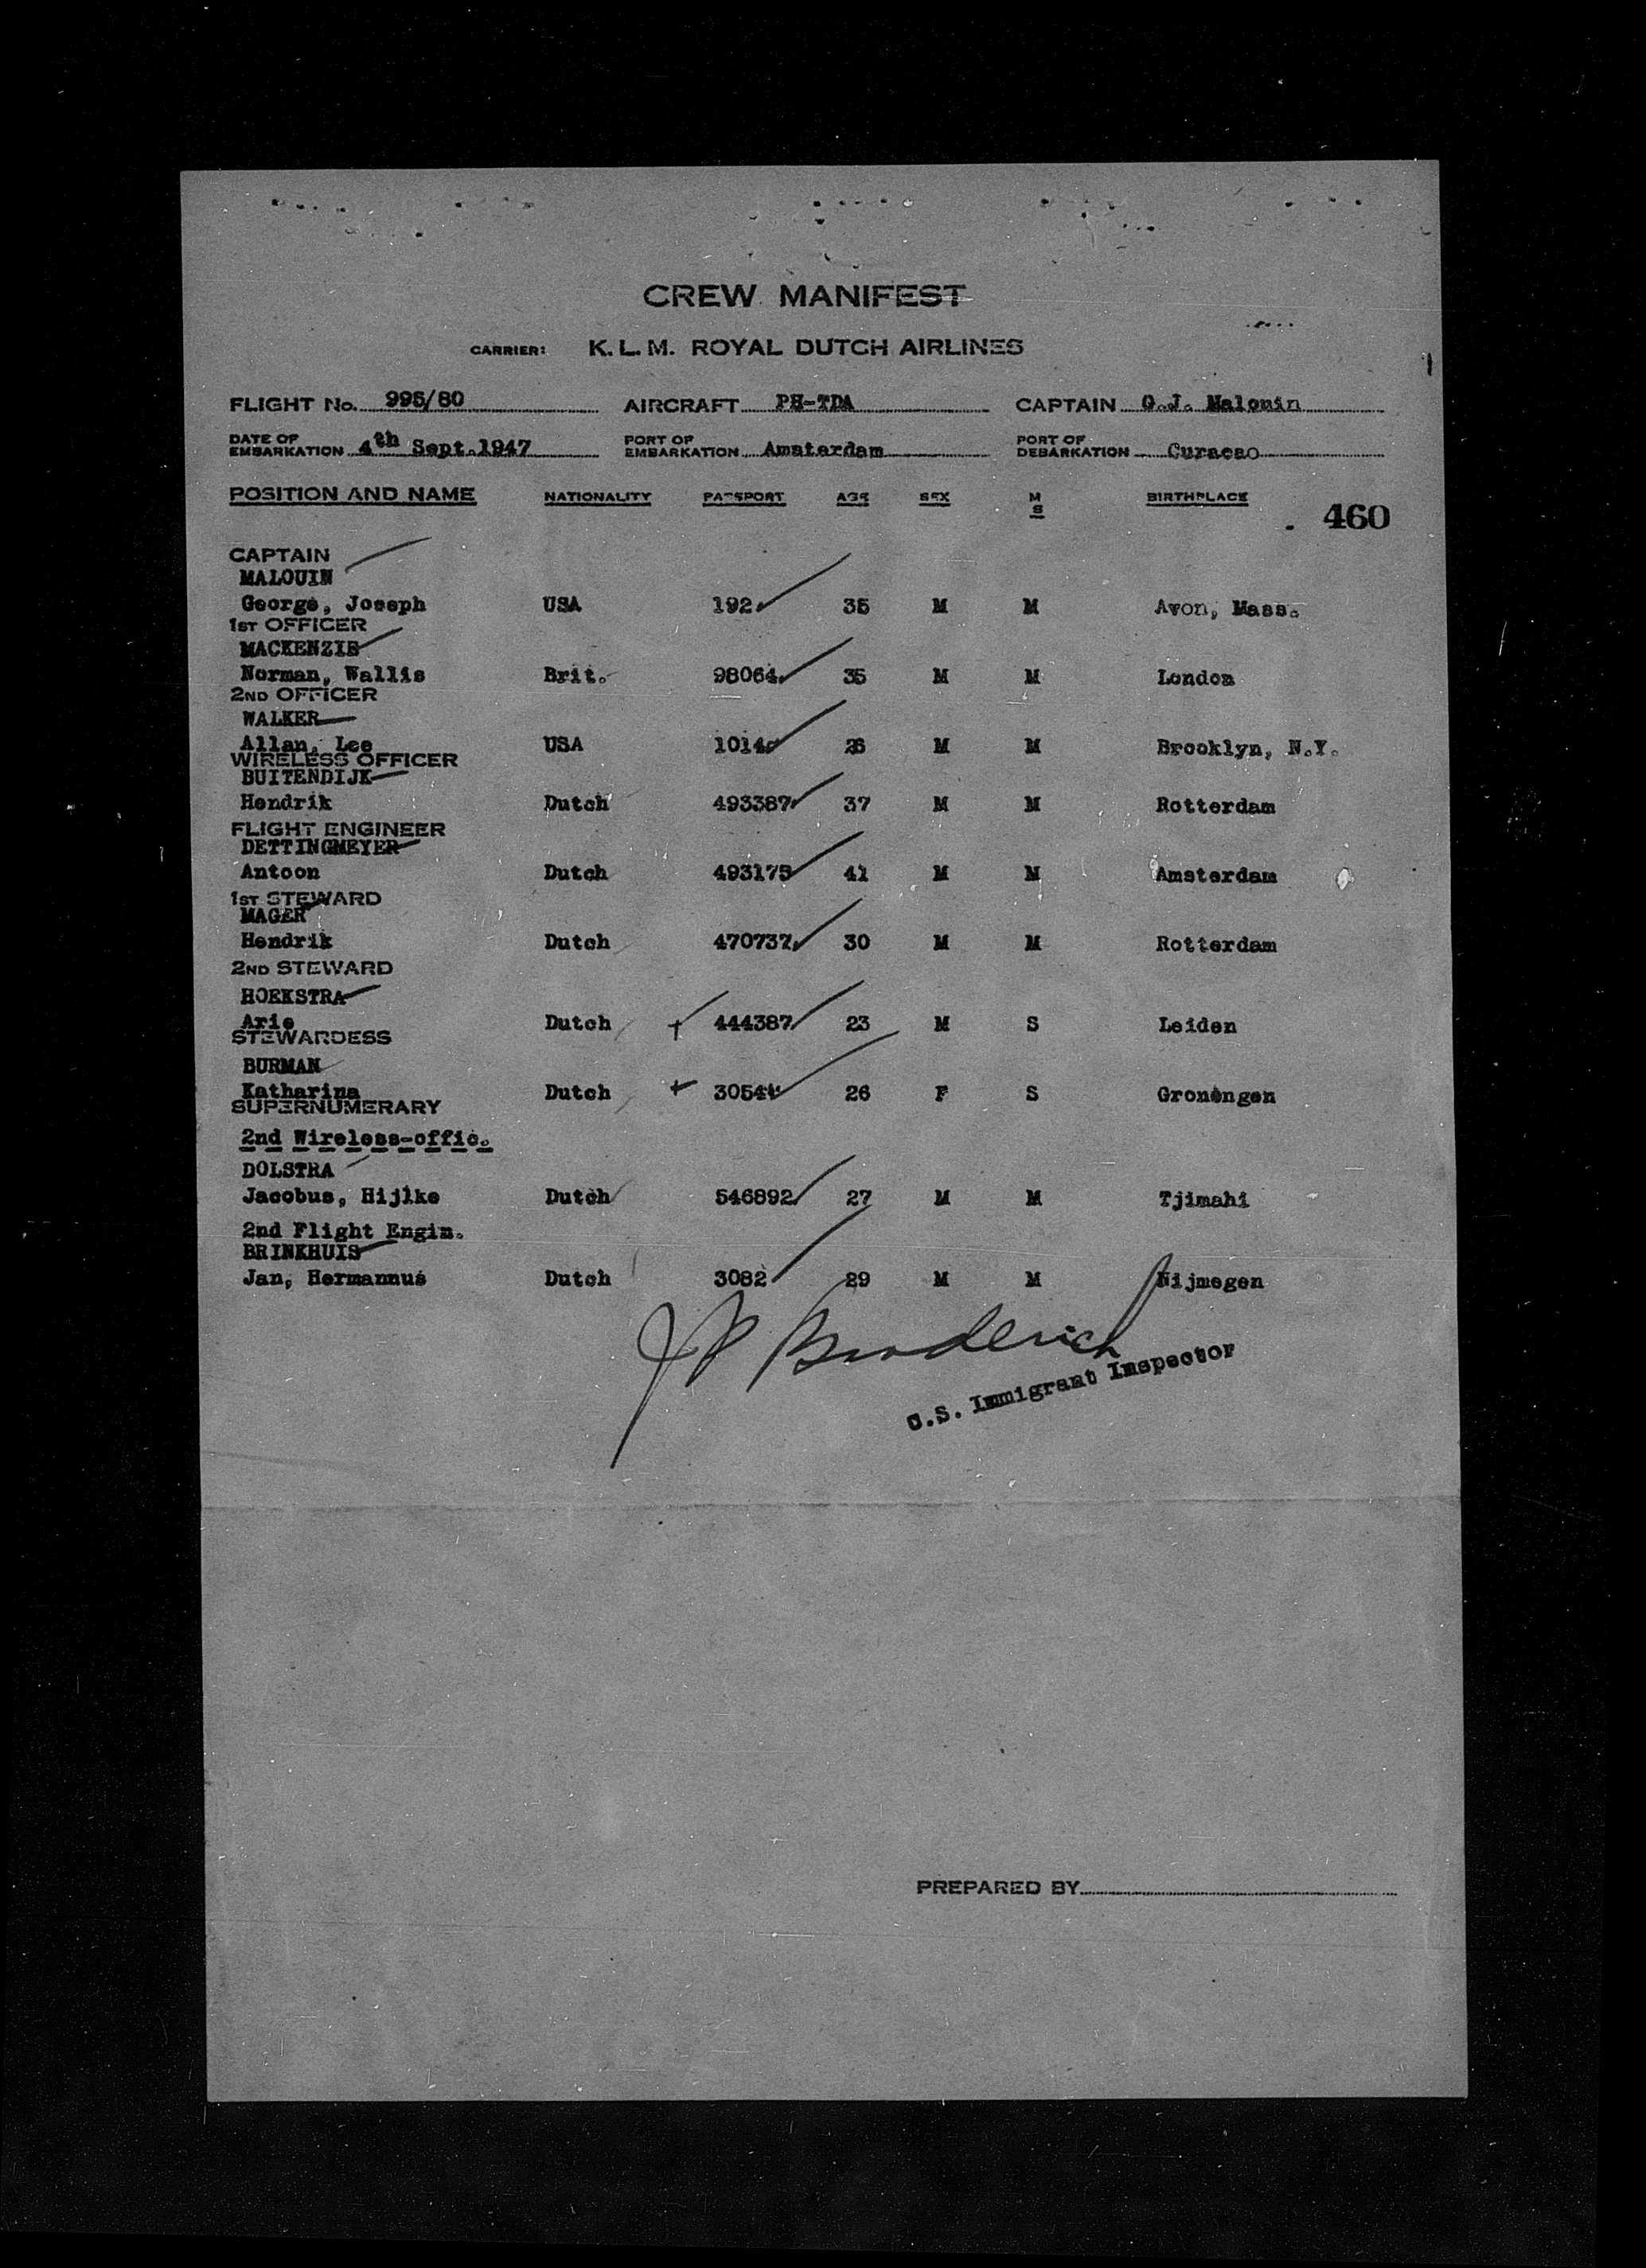 CREW MANIFEST
CARRIER: K. L. M. ROYAL DUTCH AIRLINES
FLIGHT No. 995/80 AIRCRAFT PH-TDA CAPTAIN G.J. Malouin
DATE OF EMBARKATION 4th Sept.1947 PORT OF EMBARKATION Amsterdam PORT OF DEBARKATION Curacao
POSITION AND NAME NATIONALITY PASSPORT AGE SEX M S BIRTHPLACE
460
CAPTAIN
MALOUIN
George, Joseph USA 192 35 M M Avon, Mass.
1ST OFFICER
MACKENZIE
Norman, Wallis Brit. 98064 35 M M London
2ND OFFICER
WALKER
Allan, Lee USA 1014 26 M M Brooklyn, N.Y.
WIRELESS OFFICER
BUITENDIJK
Hendrik Dutch 493387 37 M M Rotterdam
FLIGHT ENGINEER
DETTINGMEYER
Antoon Dutch 493175 41 M M Amsterdam
1ST STEWARD
MAGER
Hendrik Dutch 470737 30 M M Rotterdam
2ND STEWARD
HOEKSTRA
Arie Dutch 444387 23 M S Leiden
STEWARDESS
BURMAN
Katharina Dutch 26 F S Groningen
SUPERNUMERARY
2nd Wireless-offic.
DOLSTRA
Jacobus, Hijlke Dutch 546892 27 M M Tjimahi
2nd Flight Engin.
BRINKHUIS
Jan, Hermannus Dutch 3082 29 M M Nijmegen
JP Broderick
U.S. Immigrant Inspector
PREPARED BY